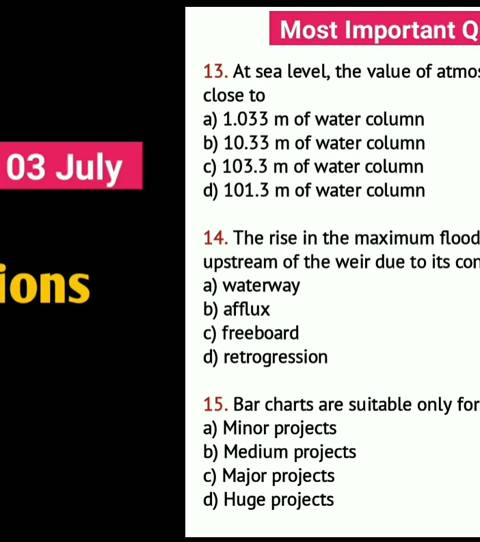 03 July
ions
Most Important Q
13. At sea level, the value of atmos
close to
a) 1.033 m of water column
b) 10.33 m of water column
c) 103.3 m of water column
d) 101.3 m of water column
14. The rise in the maximum flood
upstream of the weir due to its con
a) waterway
b) afflux
c) freeboard
d) retrogression
15. Bar charts are suitable only for
a) Minor projects
b) Medium projects
c) Major projects
d) Huge projects